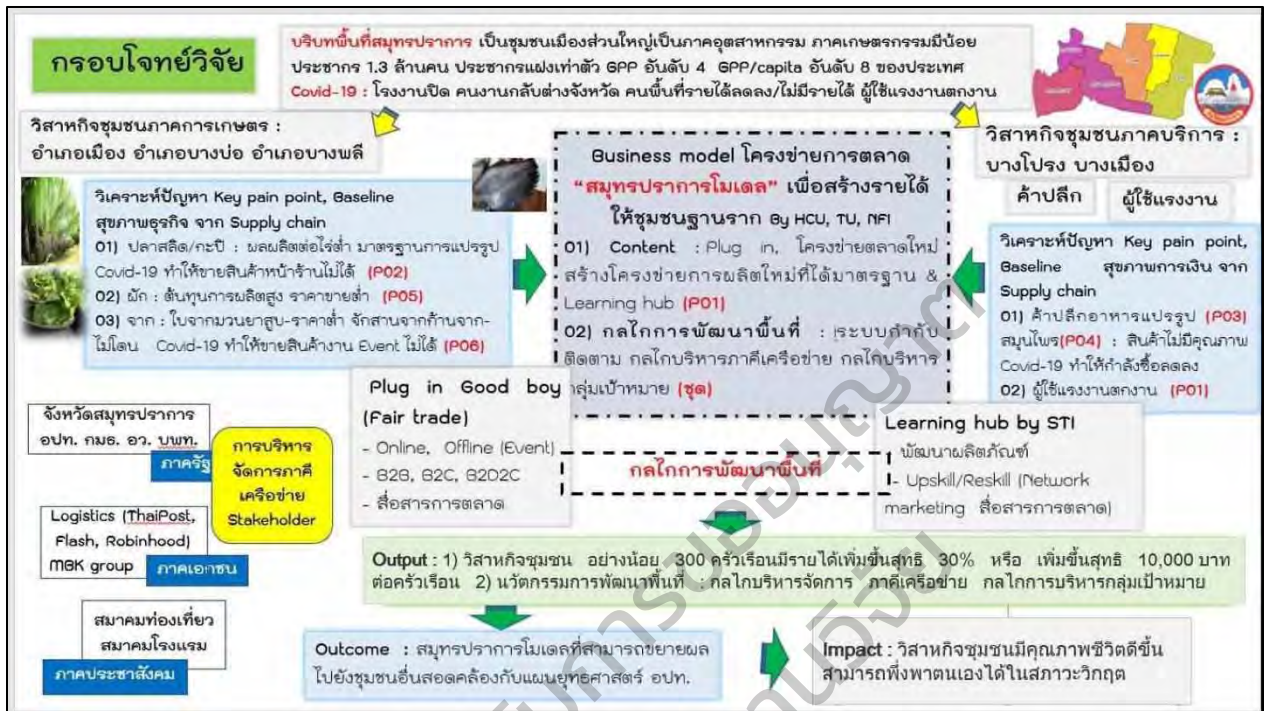 กรอบโจทย์วิจัย
บริบทพื้นที่สมุทรปราการ เป็นชุมชนเมืองส่วนใหญ่เป็นภาคอุตสาหกรรม ภาคเกษตรกรรมมีน้อย
ประชากร 1.3 ล้านคน ประชากรแฝงเท่าตัว GPP อันดับ 4 GPP/capita อันดับ 8 ของประเทศ
Covid-19 : โรงงานปิด คนงานกลับต่างจังหวัด คนพื้นที่รายได้ลดลง/ไม่มีรายได้ ผู้ใช้แรงงานตกงาน
วิสาหกิจชุมชนภาคการเกษตร :
อำเภอเมือง อำเภอบางบ่อ อำเภอบางพลี
วิเคราะห์ปัญหา Key pain point, Baseline
สุขภาพธุรกิจ จาก Supply chain
01) ปลาสลิด/กะปิ : ผลผลิตต่อไร่ต่ำ มาตรฐานการแปรรูป
Covid-19 ทำให้ขายสินค้าหน้าร้านไม่ได้ (P02)
02) ผัก : ต้นทุนการผลิตสูง ราคาขายต่ำ (P05)
03) จาก : ใบจากมวนยาสูบ-ราคาต่ำ จักสานจากก้านจาก-
ไม่โดน Covid-19 ทำให้ขายสินค้างาน Event ไม่ได้ (P06)
Business model โครงข่ายการตลาด
“สมุทรปราการโมเดล” เพื่อสร้างรายได้
ให้ชุมชนฐานราก By HCU, TU, NFI
01) Content : Plug in, โครงข่ายตลาดใหม่
สร้างโครงข่ายการผลิตใหม่ที่ได้มาตรฐาน &
Learning hub (P01)
02) กลไกการพัฒนาพื้นที่ : ระบบกำกับ
ติดตาม กลไกบริหารภาคีเครือข่าย กลไกบริหาร
กลุ่มเป้าหมาย (ชุด)
วิสาหกิจชุมชนภาคบริการ :
บางโปรง บางเมือง
ค้าปลีก ผู้ใช้แรงงาน
วิเคราะห์ปัญหา Key pain point,
Baseline สุขภาพการเงิน จาก
Supply chain
01) ค้าปลีกอาหารแปรรูป (P03)
สมุนไพร(P04) : สินค้าไม่มีคุณภาพ
Covid-19 ทำให้กำลังซื้อลดลง
02) ผู้ใช้แรงงานตกงาน (P01)
Plug in Good boy
(Fair trade)
- Online, Offline (Event)
- B2B, B2C, B2D2C
- สื่อสารการตลาด
กลไกการพัฒนาพื้นที่
Learning hub by STI
พัฒนาผลิตภัณฑ์
- Upskill/Reskill (Network
marketing สื่อสารการตลาด)
จังหวัดสมุทรปราการ
อปท. กมธ. อว. บพท.
ภาครัฐ
การบริหาร
จัดการภาคี
เครือข่าย
Stakeholder
Logistics (ThaiPost,
Flash, Robinhood)
MBK group
ภาคเอกชน
สมาคมท่องเที่ยว
สมาคมโรงแรม
ภาคประชาสังคม
Output : 1) วิสาหกิจชุมชน อย่างน้อย 300 ครัวเรือนมีรายได้เพิ่มขึ้นสุทธิ 30% หรือ เพิ่มขึ้นสุทธิ 10,000 บาท
ต่อครัวเรือน 2) นวัตกรรมการพัฒนาพื้นที่ : กลไกบริหารจัดการ ภาคีเครือข่าย กลไกการบริหารกลุ่มเป้าหมาย
Outcome : สมุทรปราการโมเดลที่สามารถขยายผล
ไปยังชุมชนอื่นสอดคล้องกับแผนยุทธศาสตร์ อปท.
Impact : วิสาหกิจชุมชนมีคุณภาพชีวิตดีขึ้น
สามารถพึ่งพาตนเองได้ในสภาวะวิกฤต